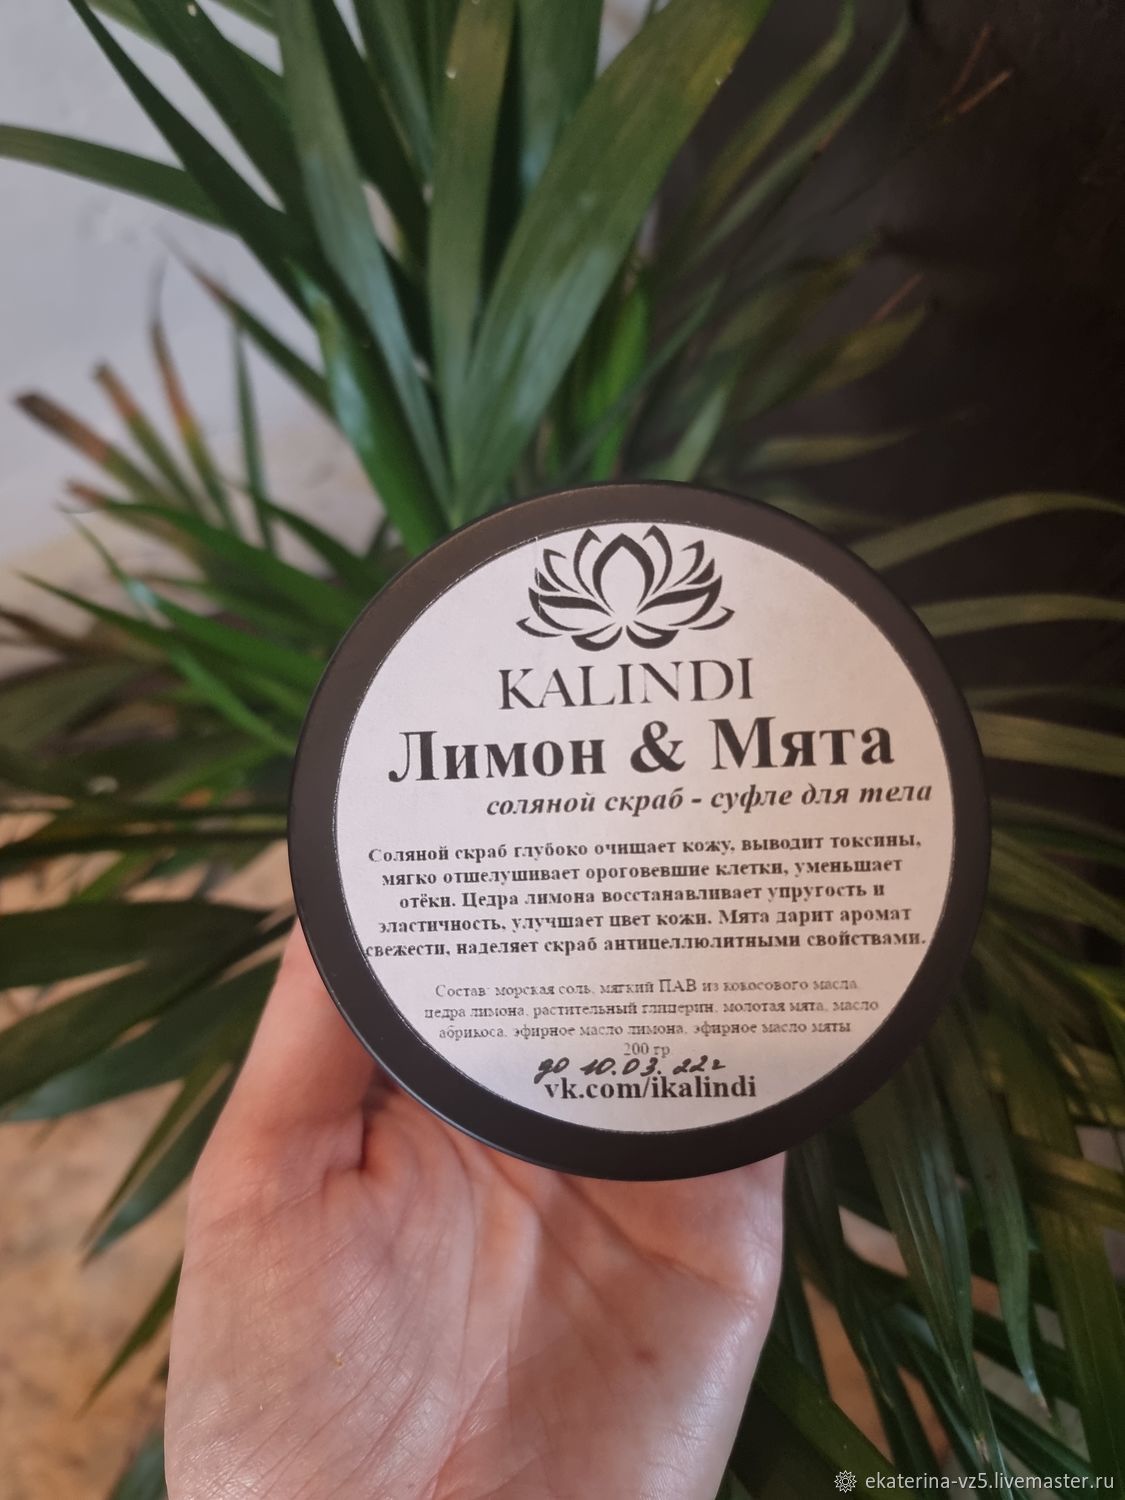 KALINDI
Лимон & Мята
соляной скраб - суфле для тела
Соляной скраб глубоко очищает кожу, выводит токсины,
мягко отшелушивает ороговевшие клетки, уменьшает
отёки. Цедра лимона восстанавливает упругость и
эластичность, улучшает цвет кожи. Мята дарит аромат
свежести, наделяет скраб антицеллюлитными свойствами.
Состав: морская соль, мягкий ПАВ из кокосового масла,
цедра лимона, растительный глицерин, молотая мята, масло
абрикоса, эфирное масло лимона, эфирное масло мяты
200 гр
до 10.03.22г
vk.com/ikalindi
ekaterina-vz5.livemaster.ru